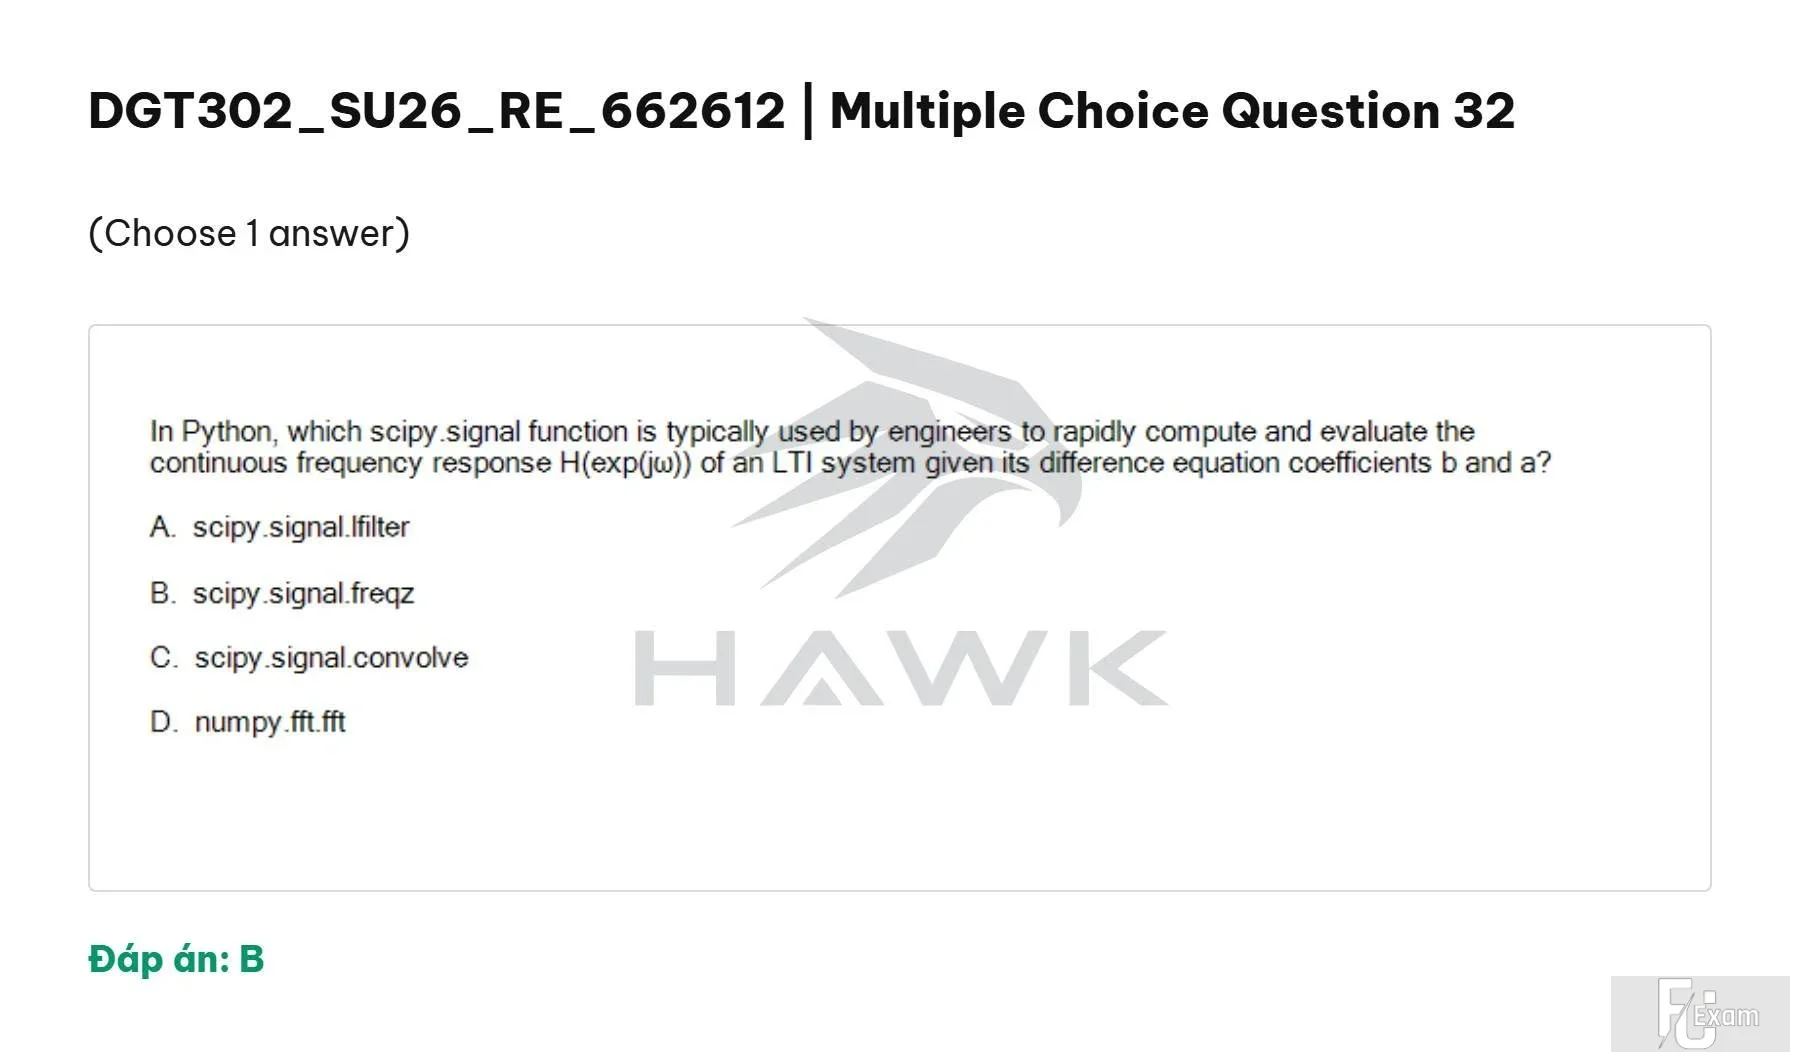 DGT302_SU26_RE_662612 | Multiple Choice Question 32
(Choose 1 answer)
In Python, which scipy.signal function is typically used by engineers to rapidly compute and evaluate the
continuous frequency response H(exp(jω)) of an LTI system given its difference equation coefficients b and a?
A. scipy.signal.lfilter
B. scipy.signal.freqz
C. scipy.signal.convolve
D. numpy.fft.fft
HAWK
Đáp án: B
FC Exam